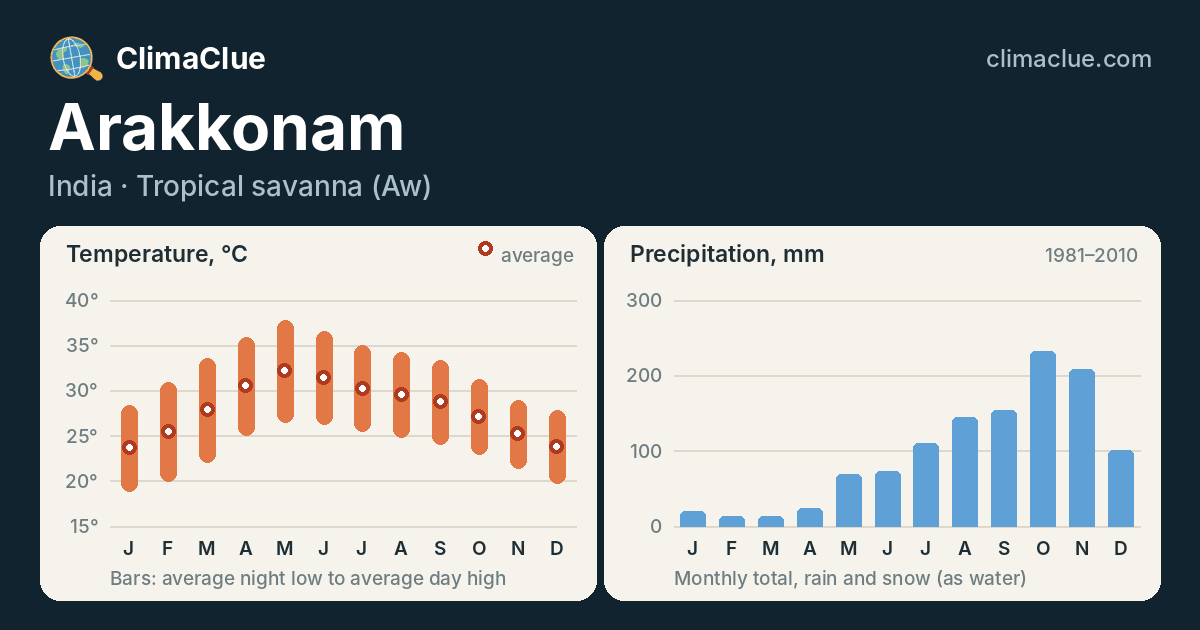 ClimaClue
climaclue.com
Arakkonam
India · Tropical savanna (Aw)
Temperature, °C
average
40°
35°
30°
25°
20°
15°
J F M A M J J A S O N D
Bars: average night low to average day high
Precipitation, mm
1981–2010
300
200
100
0
J F M A M J J A S O N D
Monthly total, rain and snow (as water)